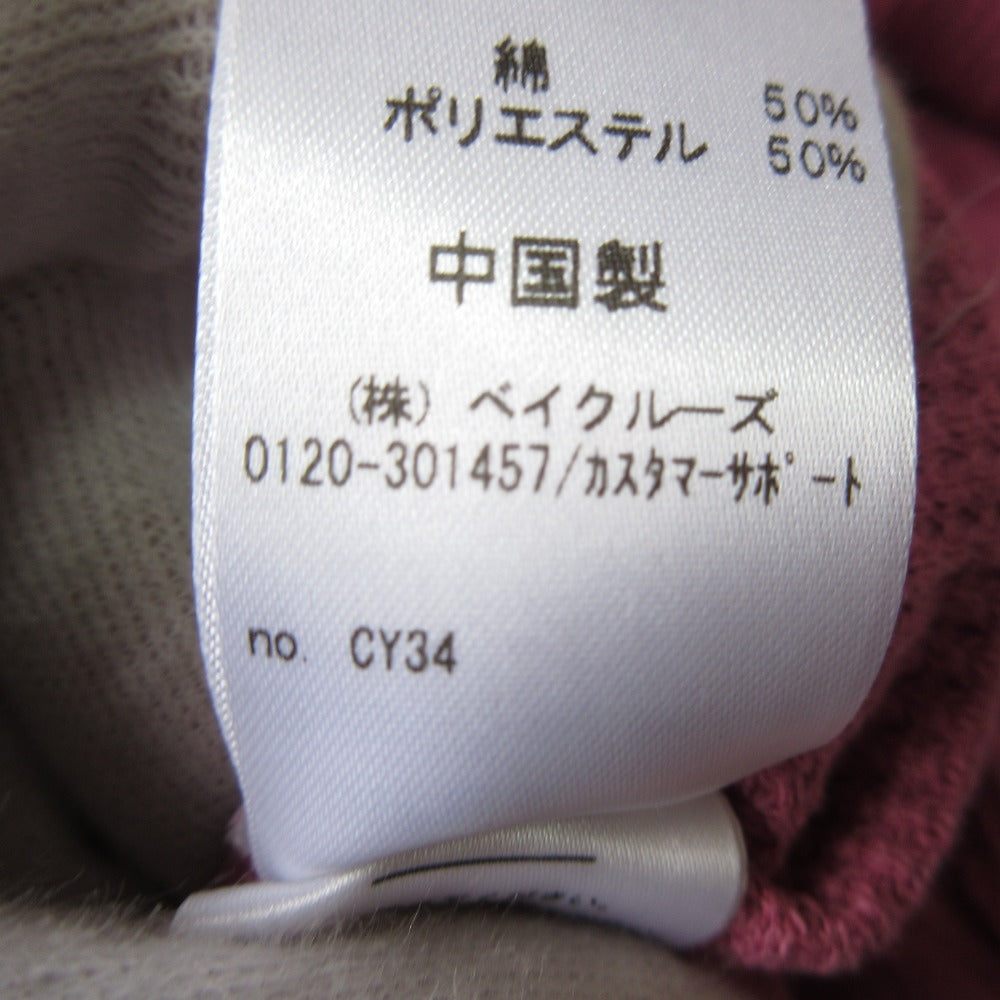 綿 50%
ポリエステル 50%
中国製
(株) ベイクルーズ
0120-301457/カスタマーサポート
no. CY34